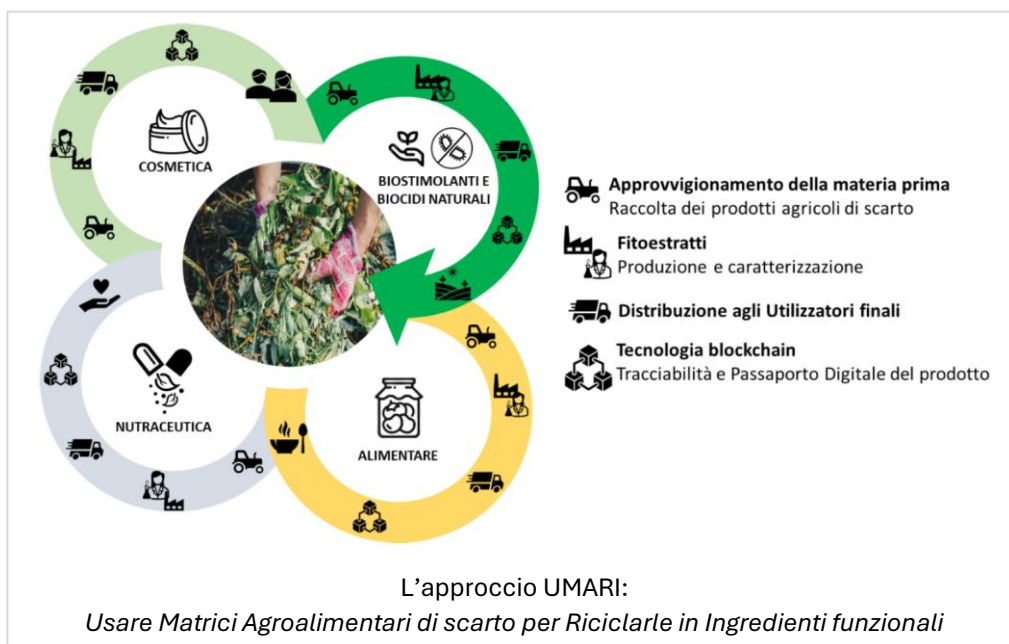 COSMETICA
BIOSTIMOLANTI E
BIOCIDI NATURALI
NUTRACEUTICA
ALIMENTARE
Approvvigionamento della materia prima
Raccolta dei prodotti agricoli di scarto
Fitoestratti
Produzione e caratterizzazione
Distribuzione agli Utilizzatori finali
Tecnologia blockchain
Tracciabilità e Passaporto Digitale del prodotto
L’approccio UMARI:
Usare Matrici Agroalimentari di scarto per Riciclarle in Ingredienti funzionali